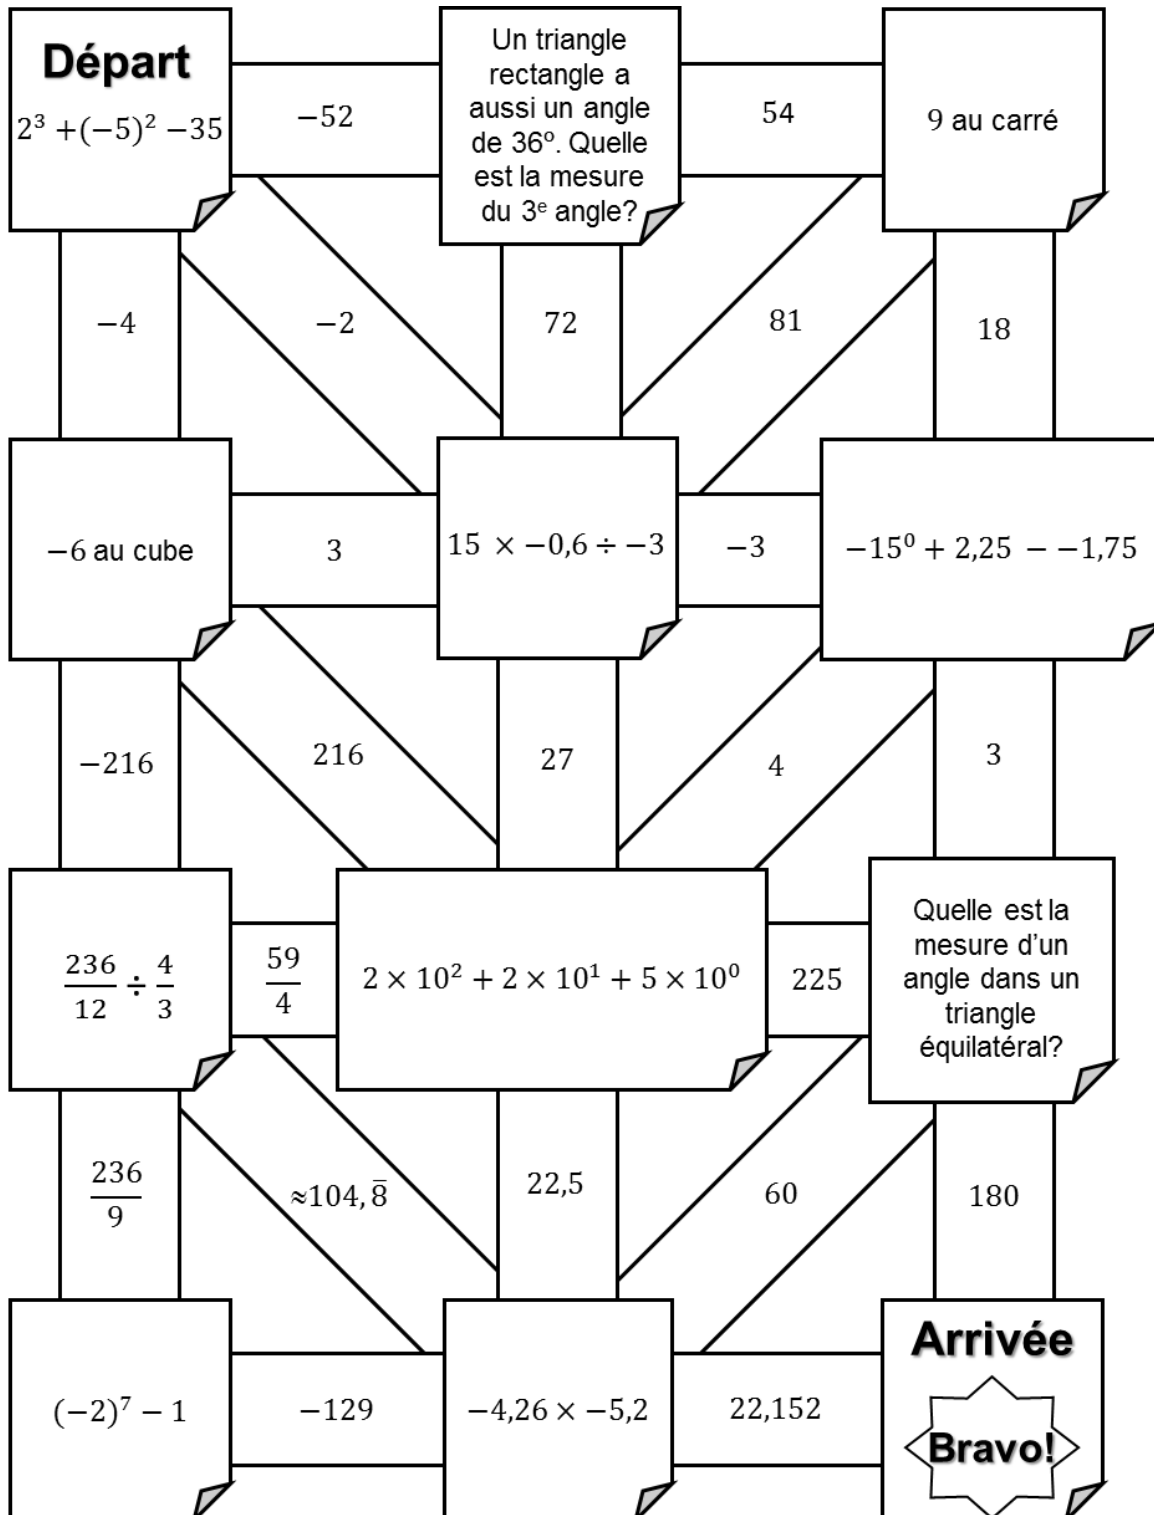 Départ
2³ +(−5)² −35
−52
Un triangle
rectangle a
aussi un angle
de 36º. Quelle
est la mesure
du 3ᵉ angle?
54
9 au carré
−4
−2
72
81
18
−6 au cube
3
15 × −0,6 ÷ −3
−3
−15⁰ + 2,25 − −1,75
−216
216
27
4
3
236/12 ÷ 4/3
59/4
2 × 10² + 2 × 10¹ + 5 × 10⁰
225
Quelle est la
mesure d’un
angle dans un
triangle
équilatéral?
236/9
≈104,8̅
22,5
60
180
(−2)⁷ − 1
−129
−4,26 × −5,2
22,152
Arrivée
Bravo!